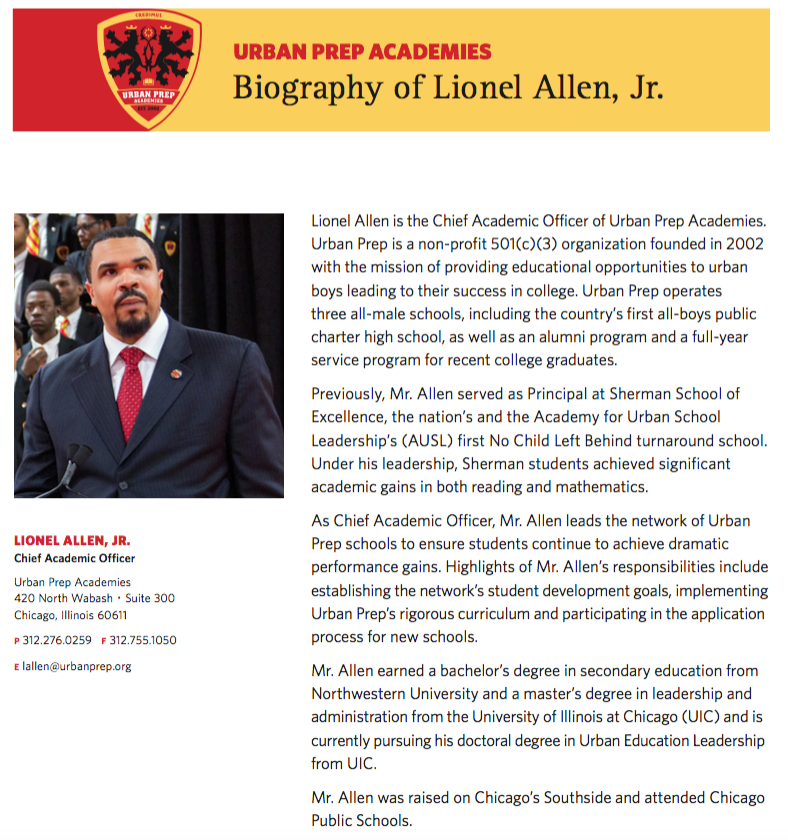 CREDIMUS
URBAN PREP
ACADEMIES
URBAN PREP ACADEMIES
Biography of Lionel Allen, Jr.
LIONEL ALLEN, JR.
Chief Academic Officer
Urban Prep Academies
420 North Wabash • Suite 300
Chicago, Illinois 60611
P 312.276.0259 F 312.755.1050
E lallen@urbanprep.org
Lionel Allen is the Chief Academic Officer of Urban Prep Academies.
Urban Prep is a non-profit 501(c)(3) organization founded in 2002
with the mission of providing educational opportunities to urban
boys leading to their success in college. Urban Prep operates
three all-male schools, including the country's first all-boys public
charter high school, as well as an alumni program and a full-year
service program for recent college graduates.
Previously, Mr. Allen served as Principal at Sherman School of
Excellence, the nation's and the Academy for Urban School
Leadership's (AUSL) first No Child Left Behind turnaround school.
Under his leadership, Sherman students achieved significant
academic gains in both reading and mathematics.
As Chief Academic Officer, Mr. Allen leads the network of Urban
Prep schools to ensure students continue to achieve dramatic
performance gains. Highlights of Mr. Allen's responsibilities include
establishing the network's student development goals, implementing
Urban Prep's rigorous curriculum and participating in the application
process for new schools.
Mr. Allen earned a bachelor's degree in secondary education from
Northwestern University and a master's degree in leadership and
administration from the University of Illinois at Chicago (UIC) and is
currently pursuing his doctoral degree in Urban Education Leadership
from UIC.
Mr. Allen was raised on Chicago's Southside and attended Chicago
Public Schools.